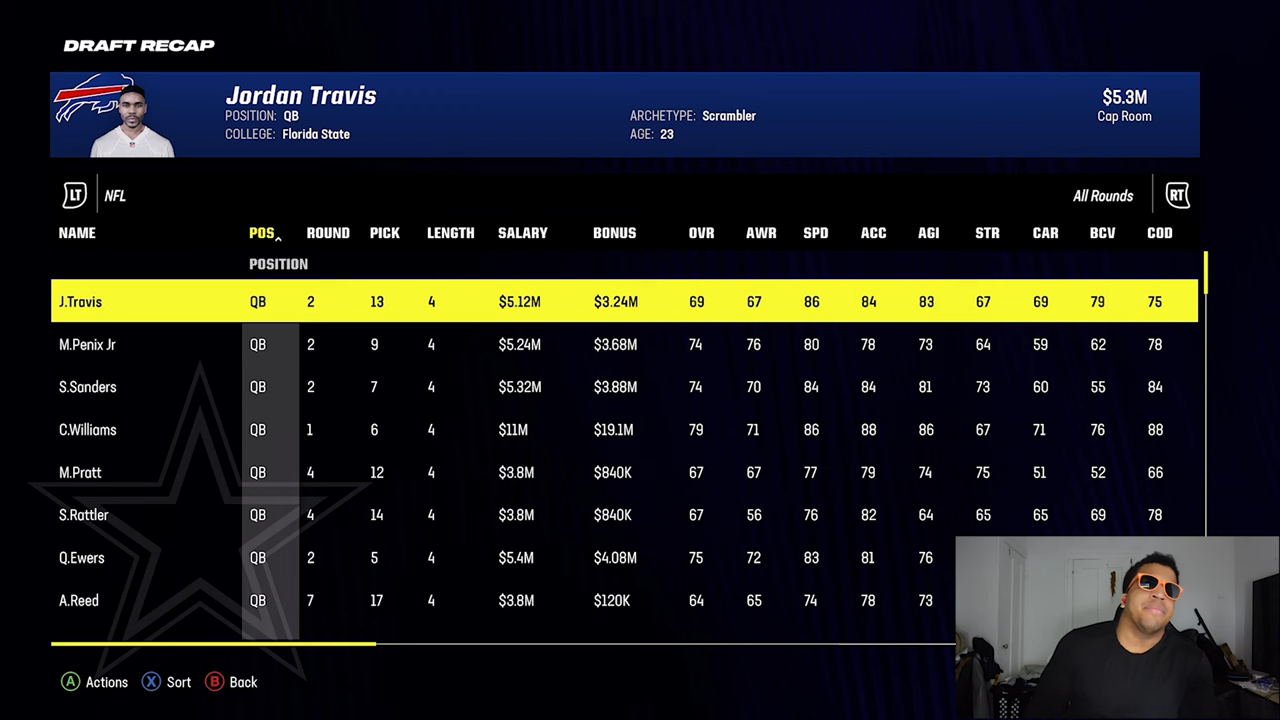 DRAFT RECAP
Jordan Travis
POSITION: QB
COLLEGE: Florida State
ARCHETYPE: Scrambler
AGE: 23
$5.3M
Cap Room
LT NFL All Rounds RT
NAME POS ROUND PICK LENGTH SALARY BONUS OVR AWR SPD ACC AGI STR CAR BCV COD
POSITION
J.Travis QB 2 13 4 $5.12M $3.24M 69 67 86 84 83 67 69 79 75
M.Penix Jr QB 2 9 4 $5.24M $3.68M 74 76 80 78 73 64 59 62 78
S.Sanders QB 2 7 4 $5.32M $3.88M 74 70 84 84 81 73 60 55 84
C.Williams QB 1 6 4 $11M $19.1M 79 71 86 88 86 67 71 76 88
M.Pratt QB 4 12 4 $3.8M $840K 67 67 77 79 74 75 51 52 66
S.Rattler QB 4 14 4 $3.8M $840K 67 56 76 82 64 65 65 69 78
Q.Ewers QB 2 5 4 $5.4M $4.08M 75 72 83 81 76
A.Reed QB 7 17 4 $3.8M $120K 64 65 74 78 73
A Actions X Sort B Back